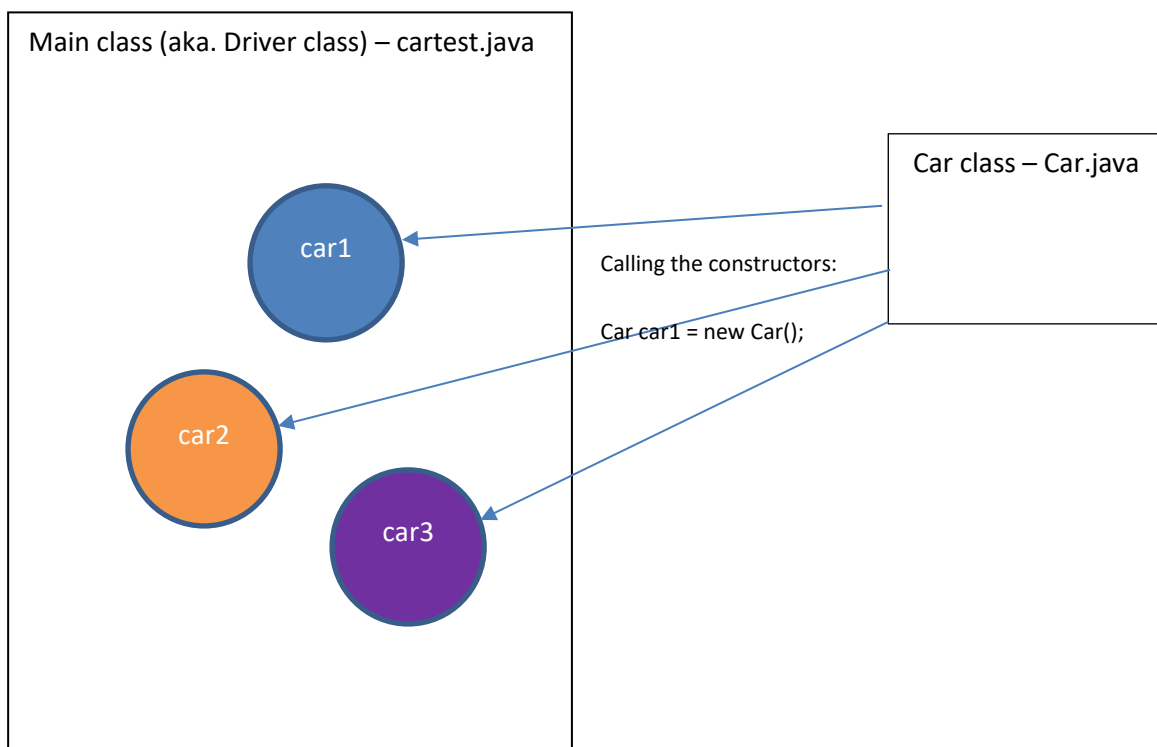 Main class (aka. Driver class) – cartest.java
Car class – Car.java
car1
Calling the constructors:
Car car1 = new Car();
car2
car3